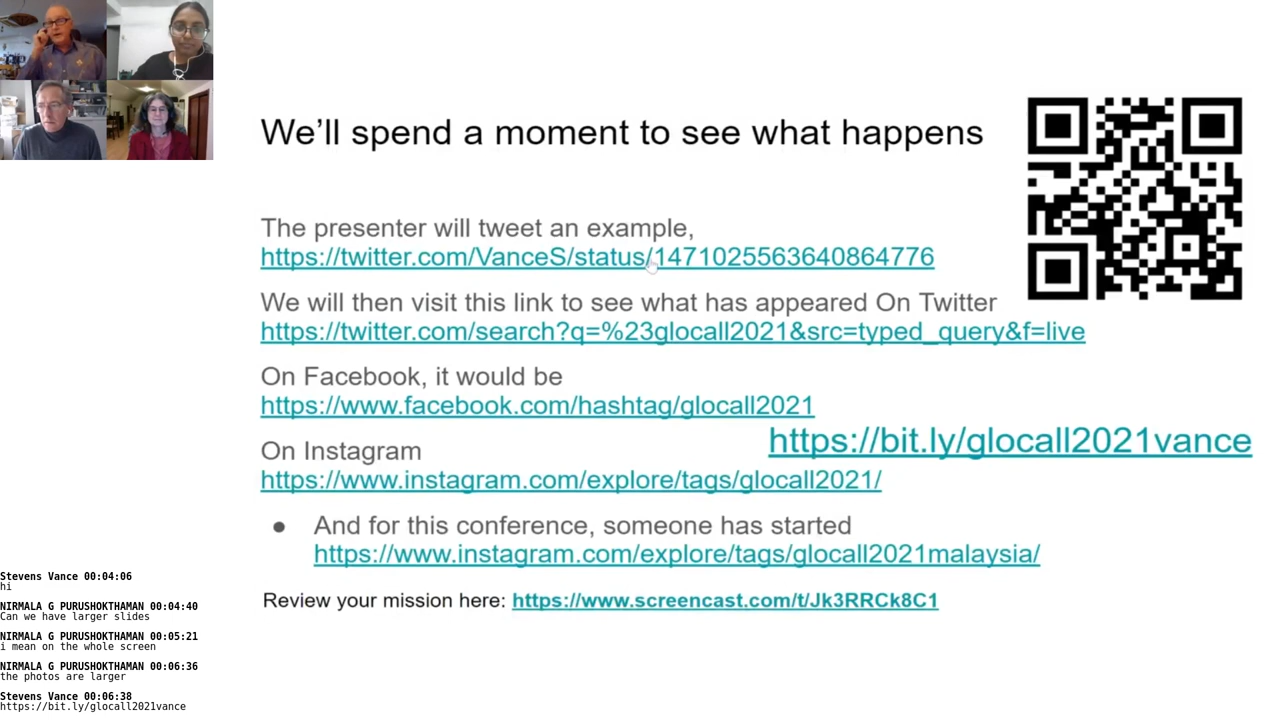 We'll spend a moment to see what happens
The presenter will tweet an example,
https://twitter.com/VanceS/status/1471025563640864776
We will then visit this link to see what has appeared On Twitter
https://twitter.com/search?q=%23glocall2021&src=typed_query&f=live
On Facebook, it would be
https://www.facebook.com/hashtag/glocall2021
https://bit.ly/glocall2021vance
On Instagram
https://www.instagram.com/explore/tags/glocall2021/
● And for this conference, someone has started
https://www.instagram.com/explore/tags/glocall2021malaysia/
Review your mission here: https://www.screencast.com/t/Jk3RRCk8C1
Stevens Vance 00:04:06
hi
NIRMALA G PURUSHOKTHAMAN 00:04:40
Can we have larger slides
NIRMALA G PURUSHOKTHAMAN 00:05:21
i mean on the whole screen
NIRMALA G PURUSHOKTHAMAN 00:06:36
the photos are larger
Stevens Vance 00:06:38
https://bit.ly/glocall2021vance